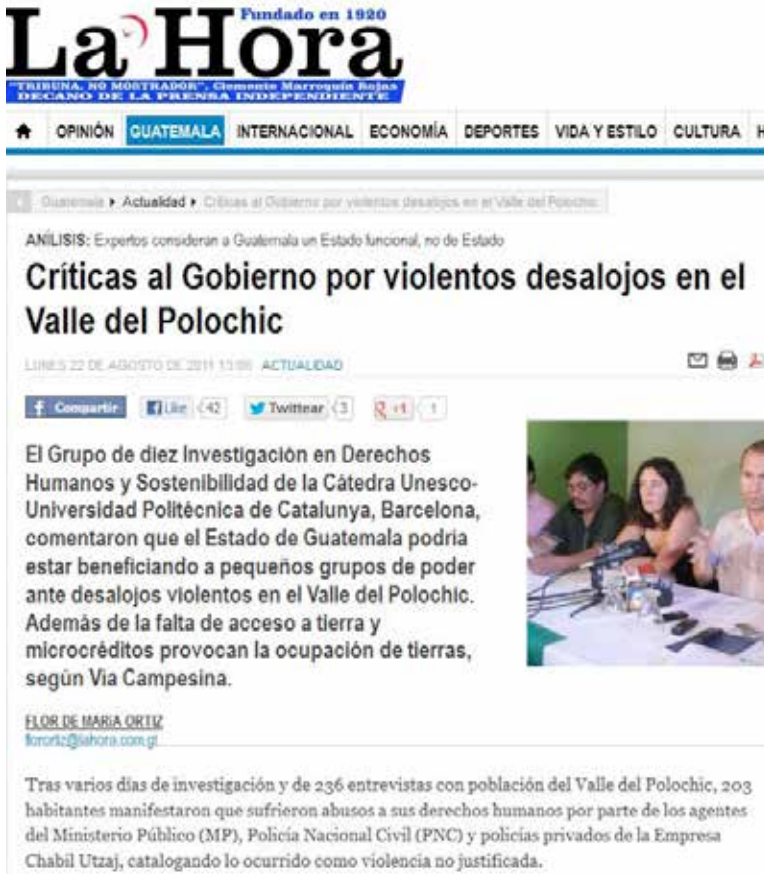 Fundado en 1920
La Hora
"TRIBUNA, NO MOSTRADOR", Clemente Marroquín Rojas
DECANO DE LA PRENSA INDEPENDIENTE
OPINIÓN GUATEMALA INTERNACIONAL ECONOMÍA DEPORTES VIDA Y ESTILO CULTURA H
Guatemala Actualidad Críticas al Gobierno por violentos desalojos en el Valle del Polochic
ANÍLISIS: Expertos consideran a Guatemala un Estado funcional, no de Estado
Críticas al Gobierno por violentos desalojos en el
Valle del Polochic
LUNES 22 DE AGOSTO DE 2011 ACTUALIDAD
Compartir Like 42 Twittear 3 +1 1
El Grupo de diez Investigación en Derechos
Humanos y Sostenibilidad de la Cátedra Unesco-
Universidad Politécnica de Catalunya, Barcelona,
comentaron que el Estado de Guatemala podría
estar beneficiando a pequeños grupos de poder
ante desalojos violentos en el Valle del Polochic.
Además de la falta de acceso a tierra y
microcréditos provocan la ocupación de tierras,
según Via Campesina.
FLOR DE MARIA ORTIZ
florortiz@lahora.com.gt
Tras varios días de investigación y de 236 entrevistas con población del Valle del Polochic, 203
habitantes manifestaron que sufrieron abusos a sus derechos humanos por parte de los agentes
del Ministerio Público (MP), Policía Nacional Civil (PNC) y policías privados de la Empresa
Chabil Utzaj, catalogando lo ocurrido como violencia no justificada.